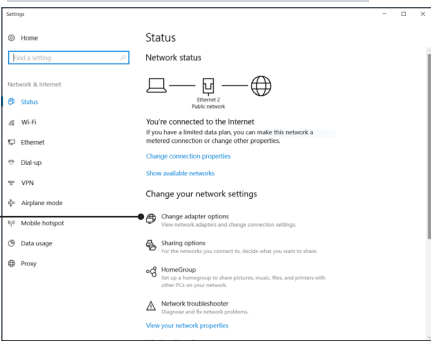 Settings
Home
Find a setting
Network & Internet
Status
Wi-Fi
Ethernet
Dial-up
VPN
Airplane mode
Mobile hotspot
Data usage
Proxy
Status
Network status
Ethernet 2
Public network
You're connected to the Internet
If you have a limited data plan, you can make this network a
metered connection or change other properties.
Change connection properties
Show available networks
Change your network settings
Change adapter options
View network adapters and change connection settings.
Sharing options
For the networks you connect to, decide what you want to share.
HomeGroup
Set up a homegroup to share pictures, music, files, and printers with
other PCs on your network.
Network troubleshooter
Diagnose and fix network problems.
View your network properties